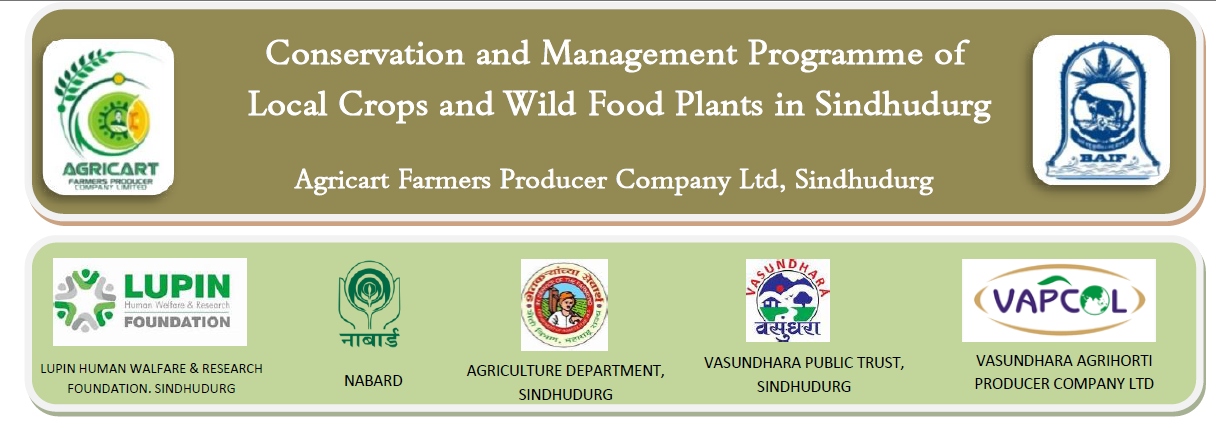 Conservation and Management Programme of
Local Crops and Wild Food Plants in Sindhudurg
Agricart Farmers Producer Company Ltd, Sindhudurg
AGRICART
FARMERS PRODUCER
COMPANY LIMITED
BAIF
LUPIN
Human Welfare & Research
FOUNDATION
LUPIN HUMAN WALFARE & RESEARCH
FOUNDATION. SINDHUDURG
नाबार्ड
NABARD
शेतकऱ्यांच्या सेवार्थ
कृषी विभाग, महाराष्ट्र राज्य
AGRICULTURE DEPARTMENT,
SINDHUDURG
VASUNDHARA
वसुंधरा
VASUNDHARA PUBLIC TRUST,
SINDHUDURG
VAPCOL
VASUNDHARA AGRIHORTI
PRODUCER COMPANY LTD